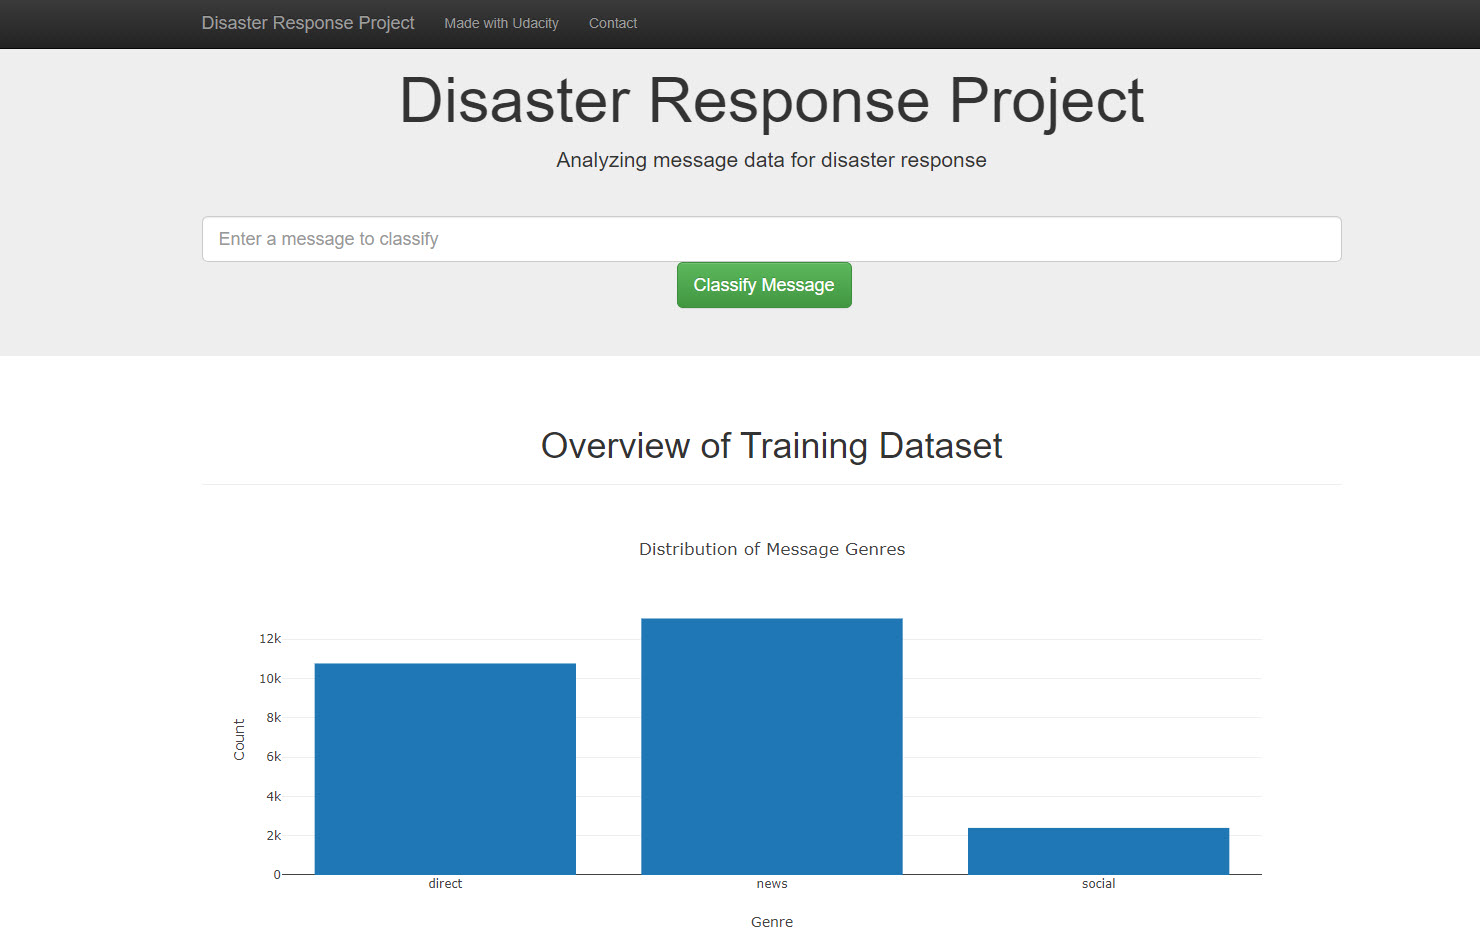 Disaster Response Project Made with Udacity Contact
Disaster Response Project
Analyzing message data for disaster response
Enter a message to classify
Classify Message
Overview of Training Dataset
Distribution of Message Genres
12k
10k
8k
6k
4k
2k
0
Count
direct news social
Genre